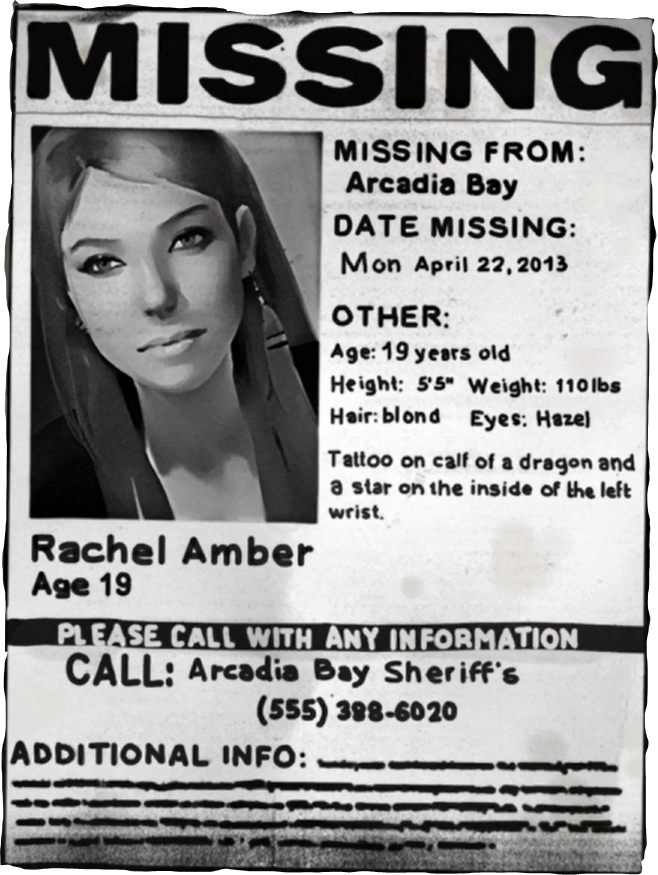 MISSING
MISSING FROM:
Arcadia Bay
DATE MISSING:
Mon April 22, 2013
OTHER:
Age: 19 years old
Height: 5'5" Weight: 110lbs
Hair: blond Eyes: Hazel
Tattoo on calf of a dragon and
a star on the inside of the left
wrist.
Rachel Amber
Age 19
PLEASE CALL WITH ANY INFORMATION
CALL: Arcadia Bay Sheriff's
(555) 398-6020
ADDITIONAL INFO: